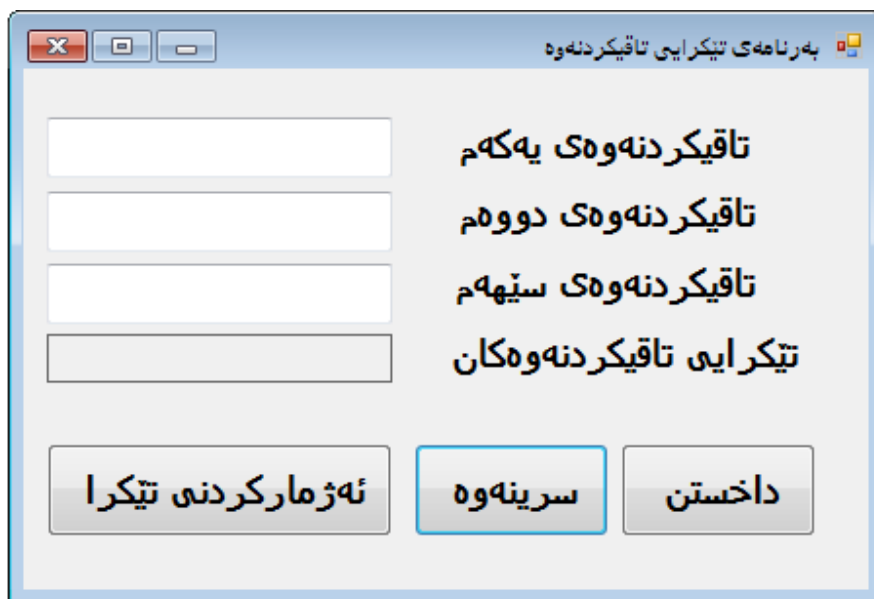 بەرنامەی تێکرایی تاقیکردنەوە
تاقیکردنەوەی یەکەم
تاقیکردنەوەی دووەم
تاقیکردنەوەی سێهەم
تێکرایی تاقیکردنەوەکان
داخستن
سرینەوە
ئەژمارکردنی تێکرا